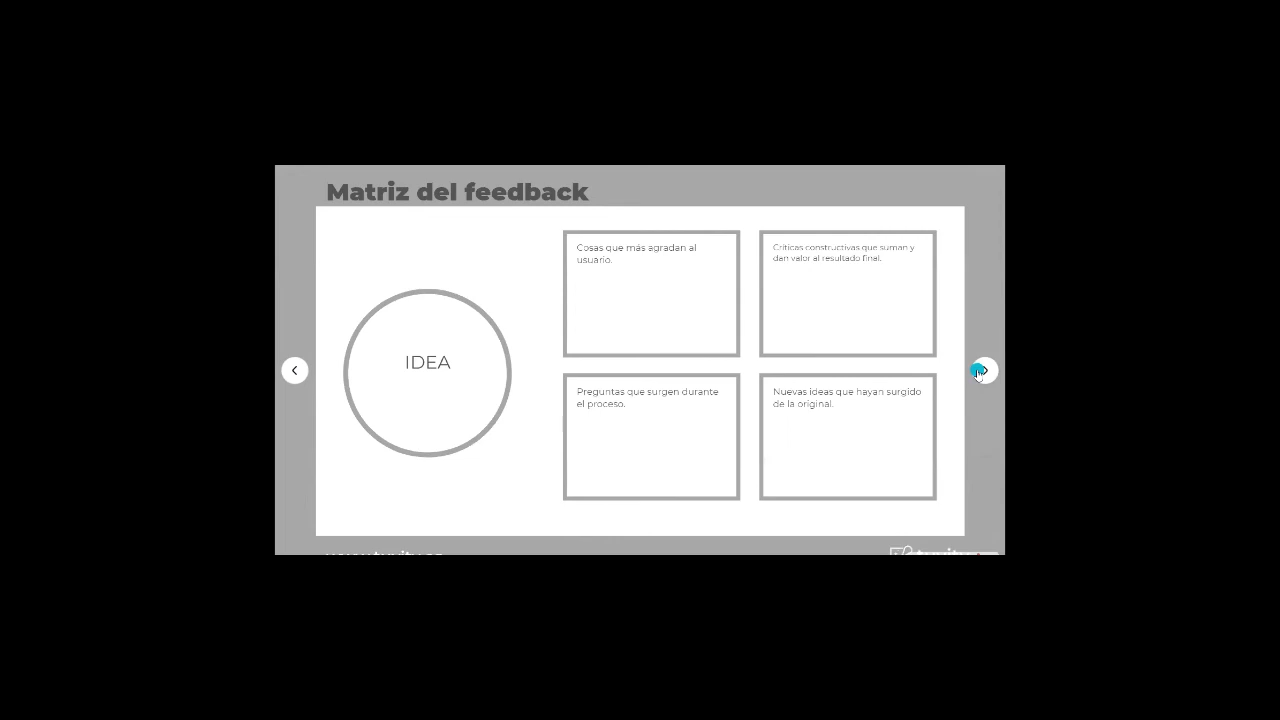 Matriz del feedback
IDEA
Cosas que más agradan al
usuario.
Críticas constructivas que suman y
dan valor al resultado final.
Preguntas que surgen durante
el proceso.
Nuevas ideas que hayan surgido
de la original.